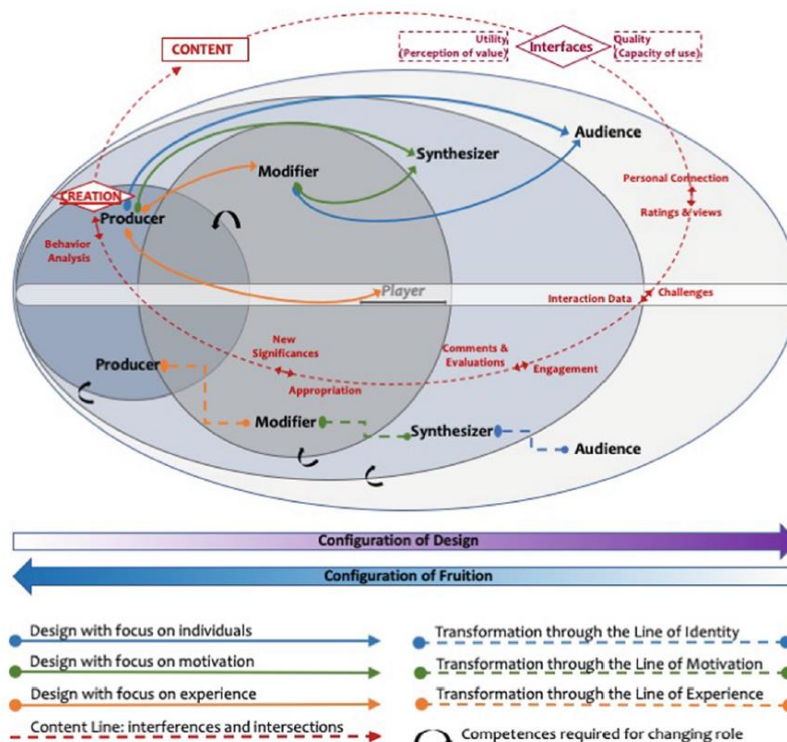 CONTENT
Utility
(Perception of value)
Interfaces
Quality
(Capacity of use)
Audience
Synthesizer
Modifier
Personal Connection
CREATION
Producer
Ratings & views
Behavior
Analysis
Player
Interaction Data
Challenges
New
Significances
Comments &
Evaluations
Producer
Engagement
Appropriation
Modifier
Synthesizer
Audience
Configuration of Design
Configuration of Fruition
Design with focus on individuals
Transformation through the Line of Identity
Design with focus on motivation
Transformation through the Line of Motivation
Design with focus on experience
Transformation through the Line of Experience
Content Line: interferences and intersections
Competences required for changing role